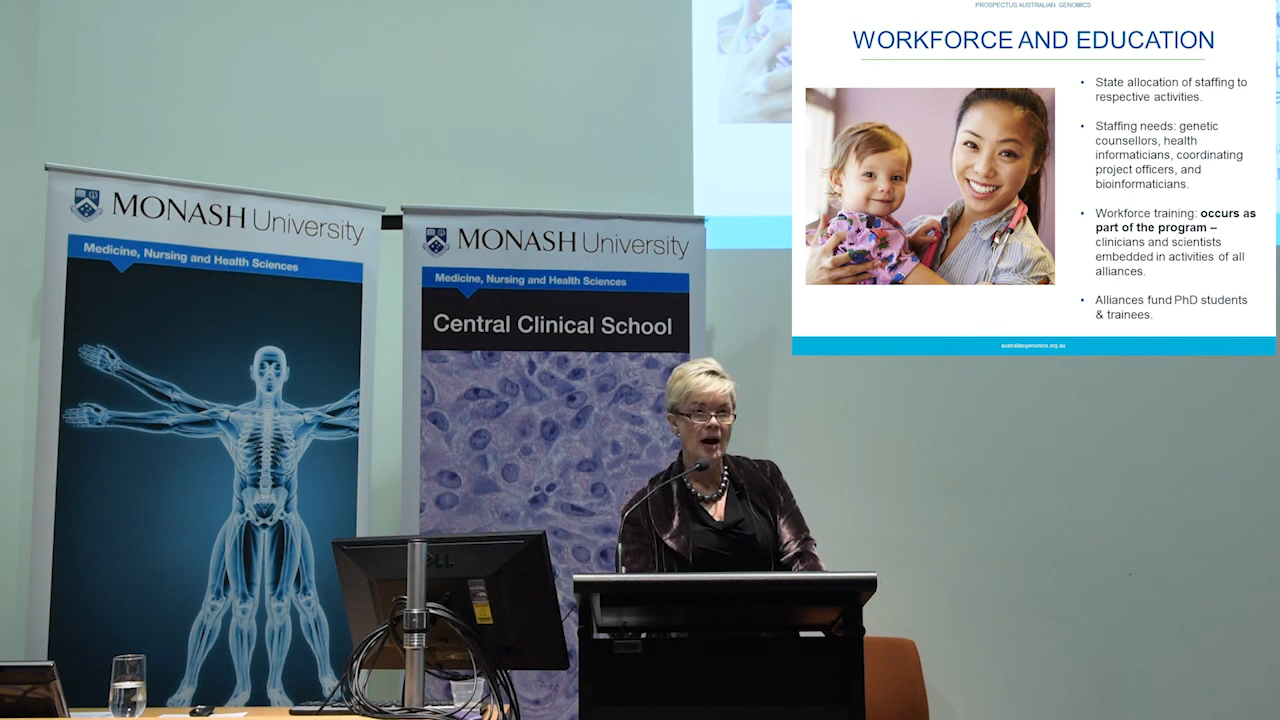 PROSPECTUS AUSTRALIAN GENOMICS
WORKFORCE AND EDUCATION
• State allocation of staffing to
respective activities.
• Staffing needs: genetic
counsellors, health
informaticians, coordinating
project officers, and
bioinformaticians.
• Workforce training: occurs as
part of the program –
clinicians and scientists
embedded in activities of all
alliances.
• Alliances fund PhD students
& trainees.
australiangenomics.org.au
MONASH University
Medicine, Nursing and Health Sciences
MONASH University
Medicine, Nursing and Health Sciences
Central Clinical School
DELL